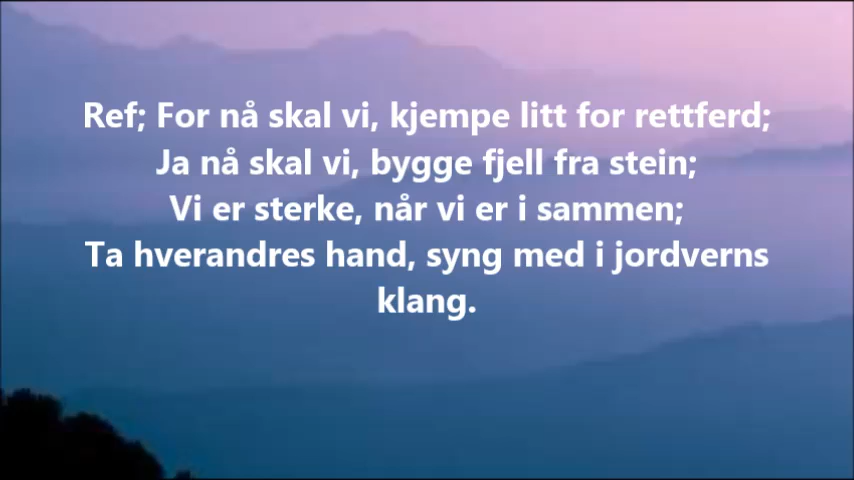 Ref; For nå skal vi, kjempe litt for rettferd;
Ja nå skal vi, bygge fjell fra stein;
Vi er sterke, når vi er i sammen;
Ta hverandres hand, syng med i jordverns
klang.